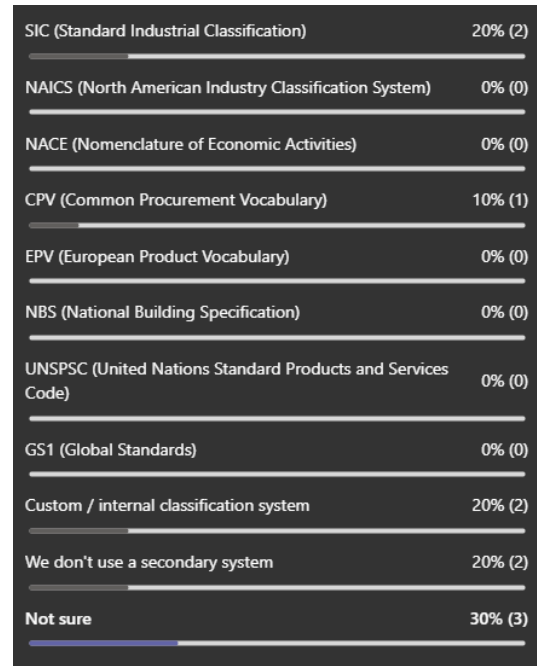 SIC (Standard Industrial Classification) 20% (2)
NAICS (North American Industry Classification System) 0% (0)
NACE (Nomenclature of Economic Activities) 0% (0)
CPV (Common Procurement Vocabulary) 10% (1)
EPV (European Product Vocabulary) 0% (0)
NBS (National Building Specification) 0% (0)
UNSPSC (United Nations Standard Products and Services
Code) 0% (0)
GS1 (Global Standards) 0% (0)
Custom / internal classification system 20% (2)
We don't use a secondary system 20% (2)
Not sure 30% (3)